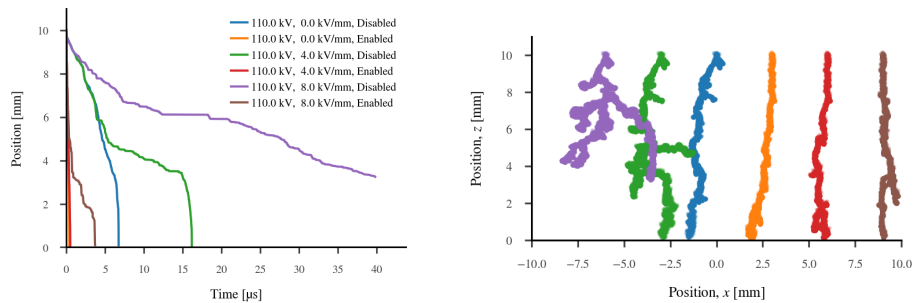 110.0 kV, 0.0 kV/mm, Disabled
110.0 kV, 0.0 kV/mm, Enabled
110.0 kV, 4.0 kV/mm, Disabled
110.0 kV, 4.0 kV/mm, Enabled
110.0 kV, 8.0 kV/mm, Disabled
110.0 kV, 8.0 kV/mm, Enabled
Position [mm]
10
8
6
4
2
0
0 5 10 15 20 25 30 35 40
Time [µs]
Position, z [mm]
10
8
6
4
2
0
−10.0 −7.5 −5.0 −2.5 0.0 2.5 5.0 7.5 10.0
Position, x [mm]